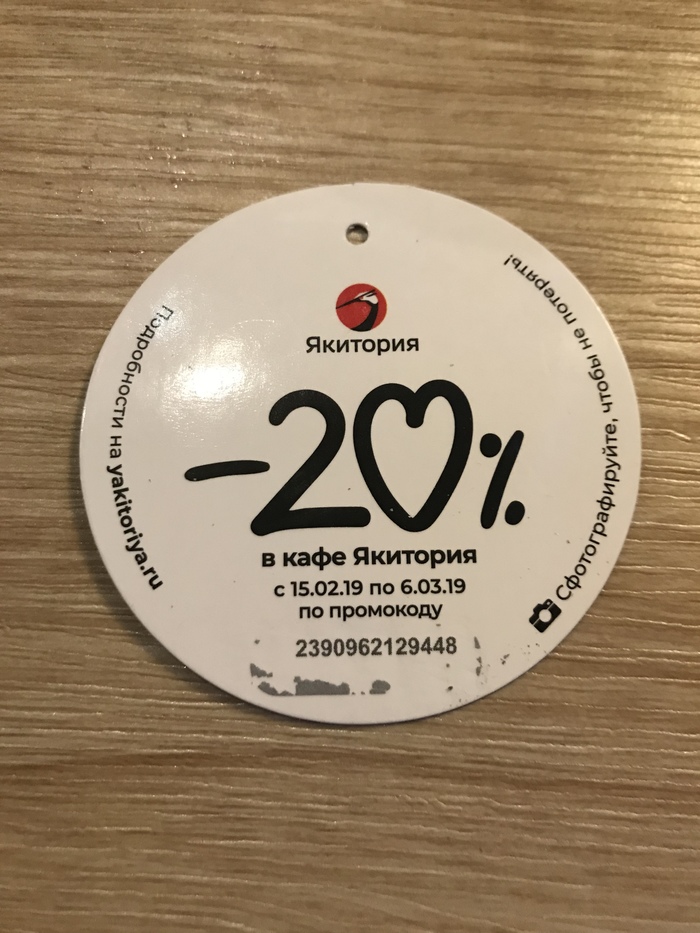 Якитория
-20%
в кафе Якитория
с 15.02.19 по 6.03.19
по промокоду
2390962129448
Подробности на yakitoriya.ru
Сфотографируйте, чтобы не потерять!